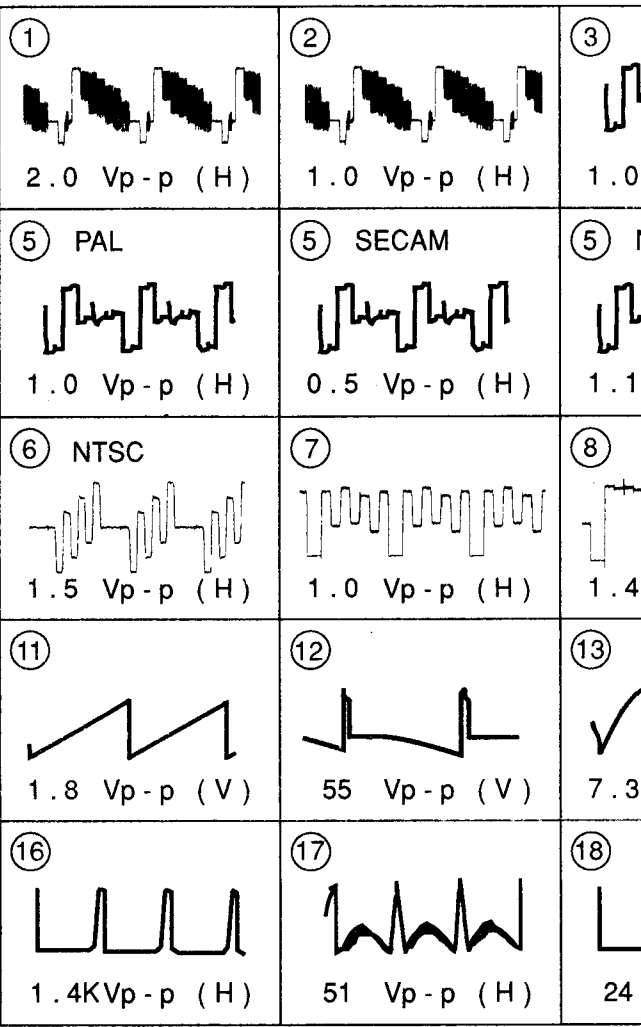 1 2 3
2.0 Vp-p (H) 1.0 Vp-p (H) 1.0
5 PAL 5 SECAM 5
1.0 Vp-p (H) 0.5 Vp-p (H) 1.1
6 NTSC 7 8
1.5 Vp-p (H) 1.0 Vp-p (H) 1.4
11 12 13
1.8 Vp-p (V) 55 Vp-p (V) 7.3
16 17 18
1.4KVp-p (H) 51 Vp-p (H) 24